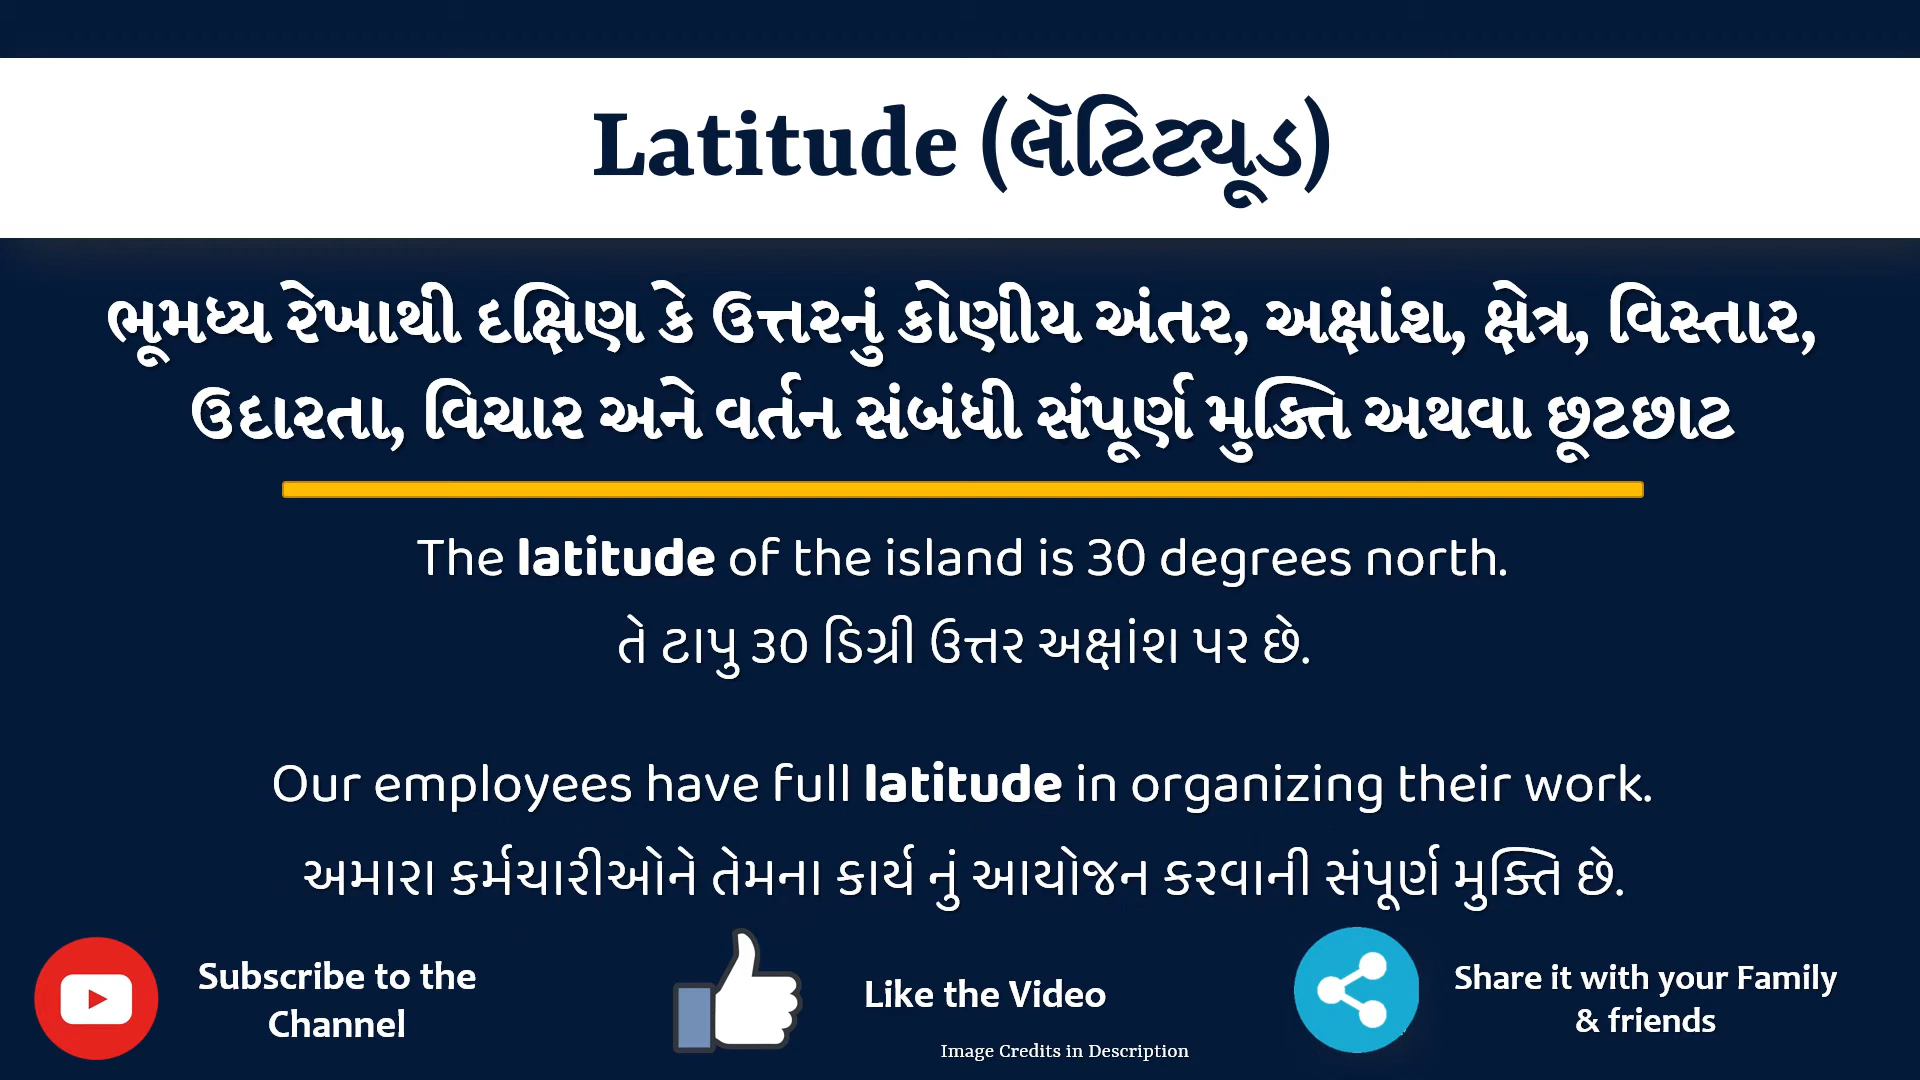 Latitude (લૅટિટ્યૂડ)
ભૂમધ્ય રેખાથી દક્ષિણ કે ઉત્તરનું કોણીય અંતર, અક્ષાંશ, ક્ષેત્ર, વિસ્તાર,
ઉદારતા, વિચાર અને વર્તન સંબંધી સંપૂર્ણ મુક્તિ અથવા છૂટછાટ
The latitude of the island is 30 degrees north.
તે ટાપુ 30 ડિગ્રી ઉત્તર અક્ષાંશ પર છે.
Our employees have full latitude in organizing their work.
અમારા કર્મચારીઓને તેમના કાર્ય નું આયોજન કરવાની સંપૂર્ણ મુક્તિ છે.
Subscribe to the
Channel
Like the Video
Share it with your Family
& friends
Image Credits in Description